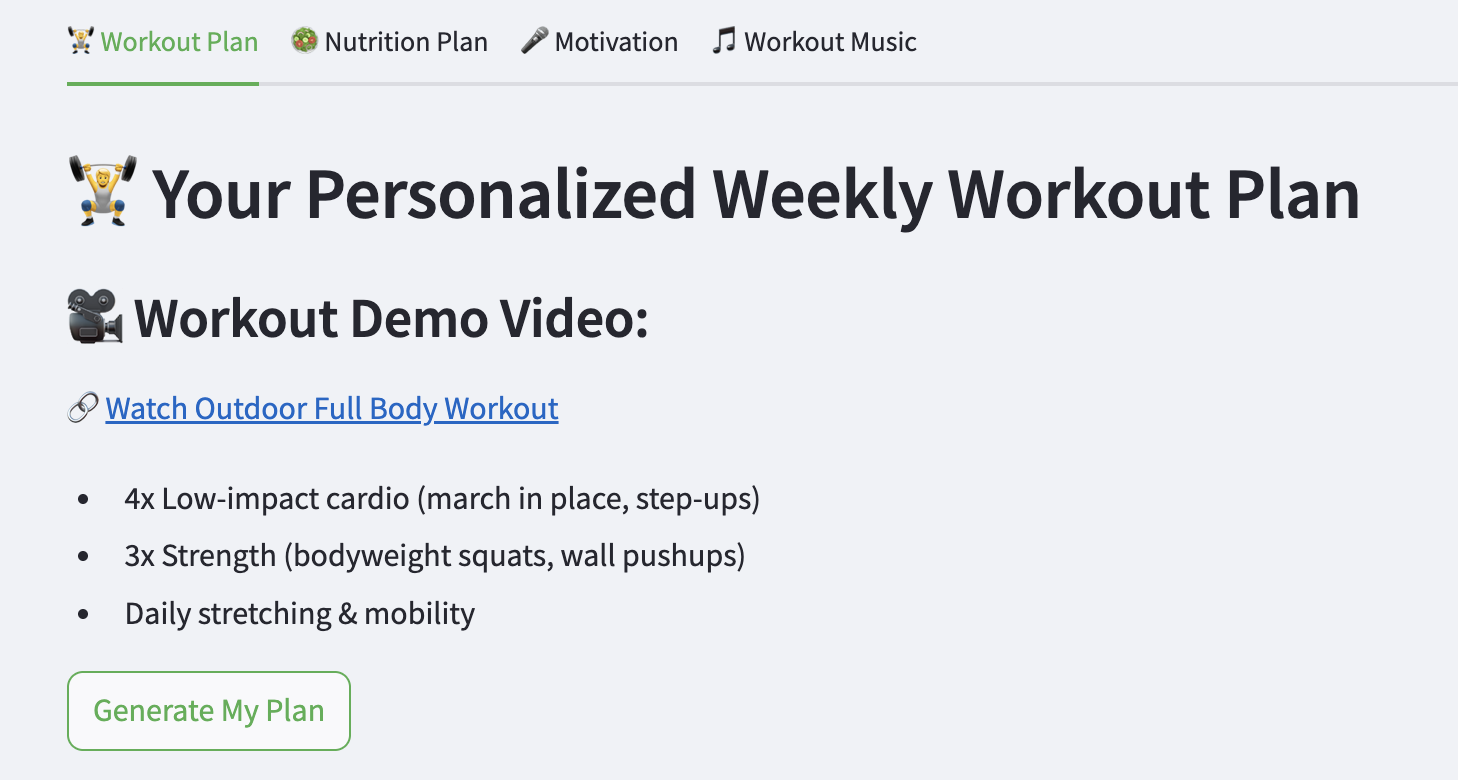 🏋️ Workout Plan 🥗 Nutrition Plan 🎤 Motivation 🎵 Workout Music
🏋️ Your Personalized Weekly Workout Plan
🎥 Workout Demo Video:
🔗 Watch Outdoor Full Body Workout
• 4x Low-impact cardio (march in place, step-ups)
• 3x Strength (bodyweight squats, wall pushups)
• Daily stretching & mobility
Generate My Plan